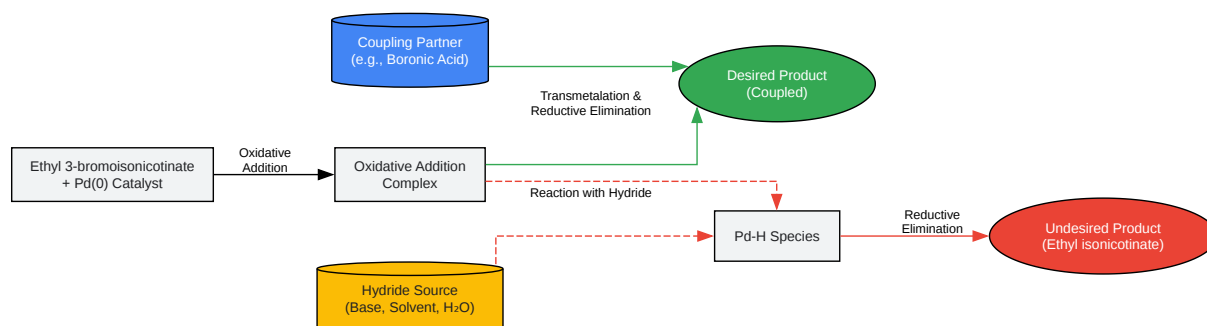 Coupling Partner
(e.g., Boronic Acid)
Desired Product
(Coupled)
Transmetalation &
Reductive Elimination
Ethyl 3-bromoisonicotinate
+ Pd(0) Catalyst
Oxidative
Addition
Oxidative Addition
Complex
Reaction with Hydride
Pd-H Species
Reductive
Elimination
Undesired Product
(Ethyl isonicotinate)
Hydride Source
(Base, Solvent, H₂O)